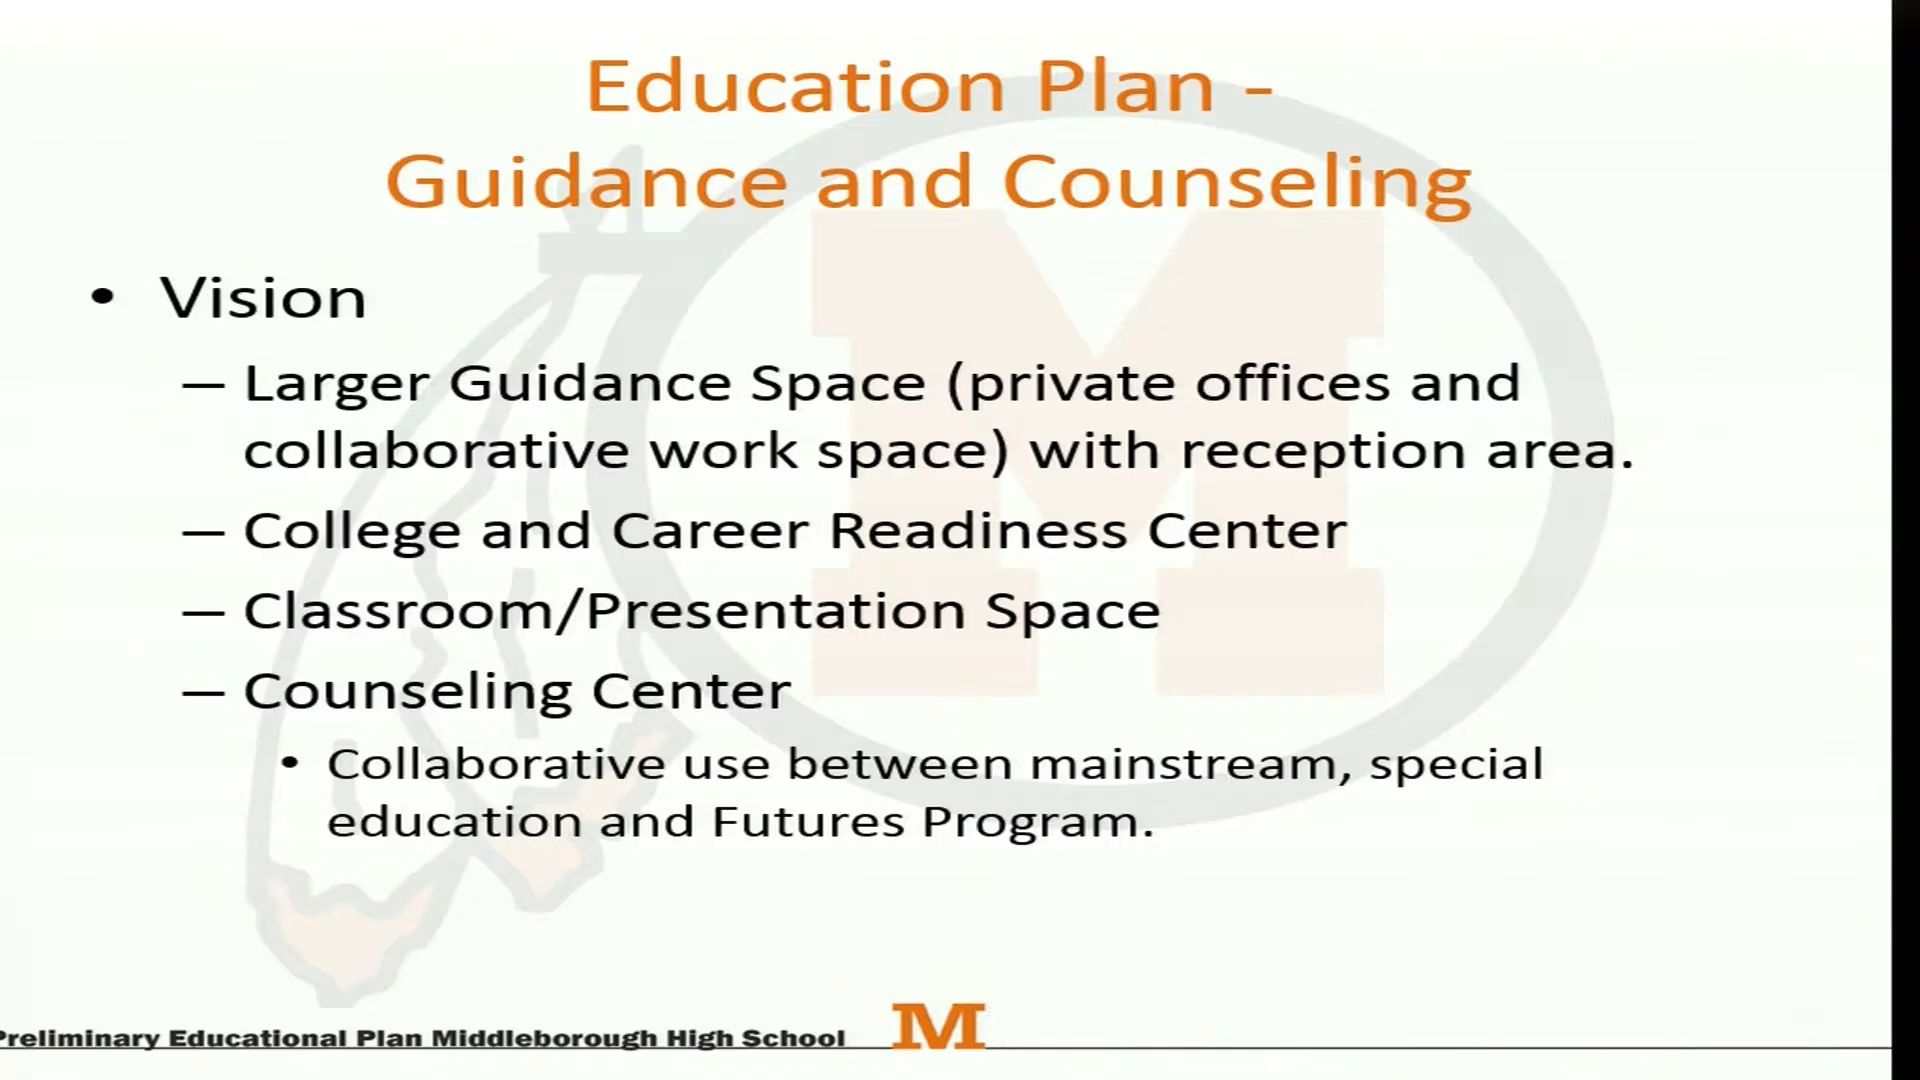 Education Plan -
Guidance and Counseling
• Vision
– Larger Guidance Space (private offices and
collaborative work space) with reception area.
– College and Career Readiness Center
– Classroom/Presentation Space
– Counseling Center
• Collaborative use between mainstream, special
education and Futures Program.
Preliminary Educational Plan Middleborough High School
M
M